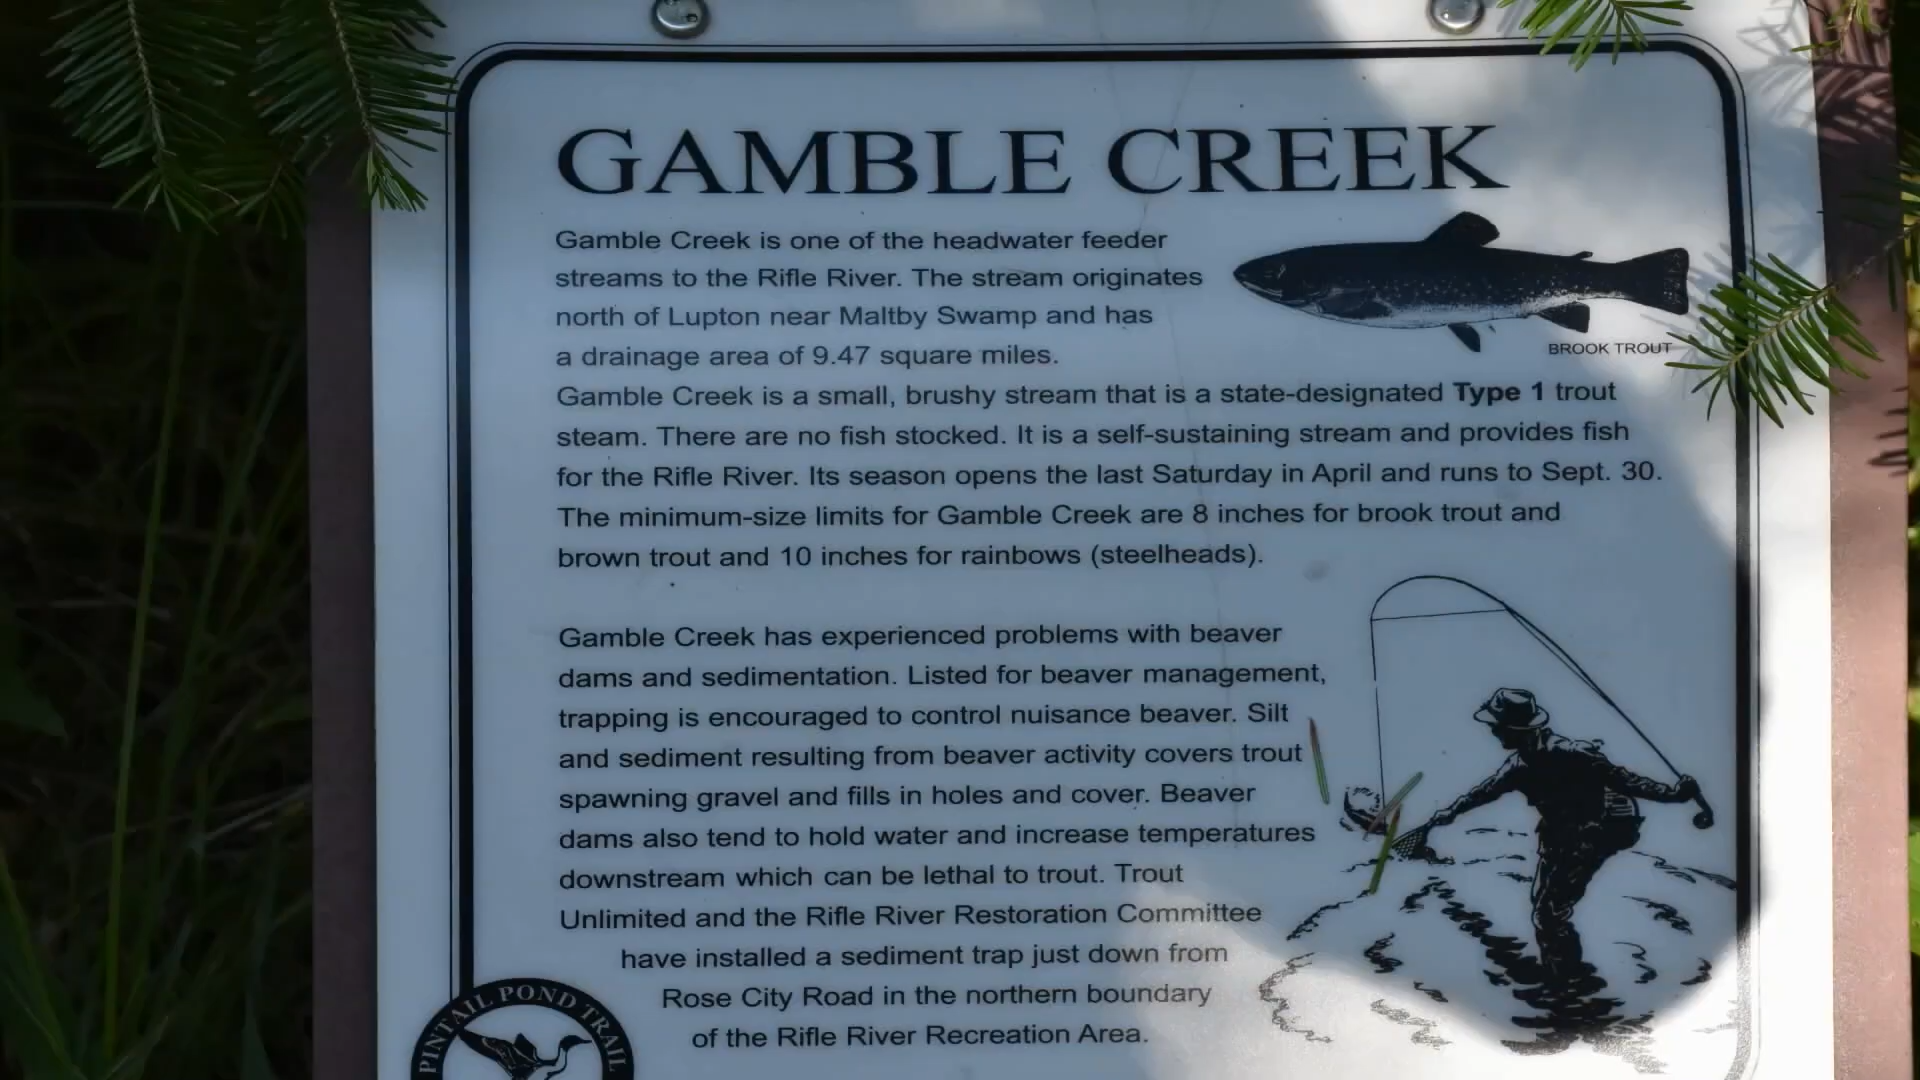 GAMBLE CREEK
Gamble Creek is one of the headwater feeder
streams to the Rifle River. The stream originates
north of Lupton near Maltby Swamp and has
a drainage area of 9.47 square miles.
BROOK TROUT
Gamble Creek is a small, brushy stream that is a state-designated Type 1 trout
steam. There are no fish stocked. It is a self-sustaining stream and provides fish
for the Rifle River. Its season opens the last Saturday in April and runs to Sept. 30.
The minimum-size limits for Gamble Creek are 8 inches for brook trout and
brown trout and 10 inches for rainbows (steelheads).
Gamble Creek has experienced problems with beaver
dams and sedimentation. Listed for beaver management,
trapping is encouraged to control nuisance beaver. Silt
and sediment resulting from beaver activity covers trout
spawning gravel and fills in holes and cover. Beaver
dams also tend to hold water and increase temperatures
downstream which can be lethal to trout. Trout
Unlimited and the Rifle River Restoration Committee
have installed a sediment trap just down from
Rose City Road in the northern boundary
of the Rifle River Recreation Area.
PINTAIL POND TRAIL